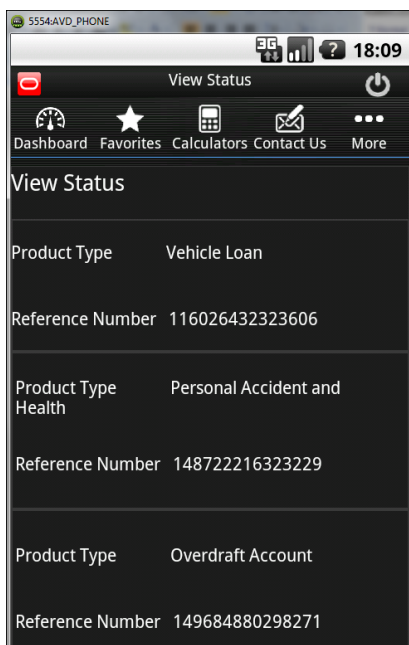 5554:AVD_PHONE
3G ? 18:09
View Status
Dashboard Favorites Calculators Contact Us More
View Status
Product Type Vehicle Loan
Reference Number 116026432323606
Product Type Personal Accident and
Health
Reference Number 148722216323229
Product Type Overdraft Account
Reference Number 149684880298271